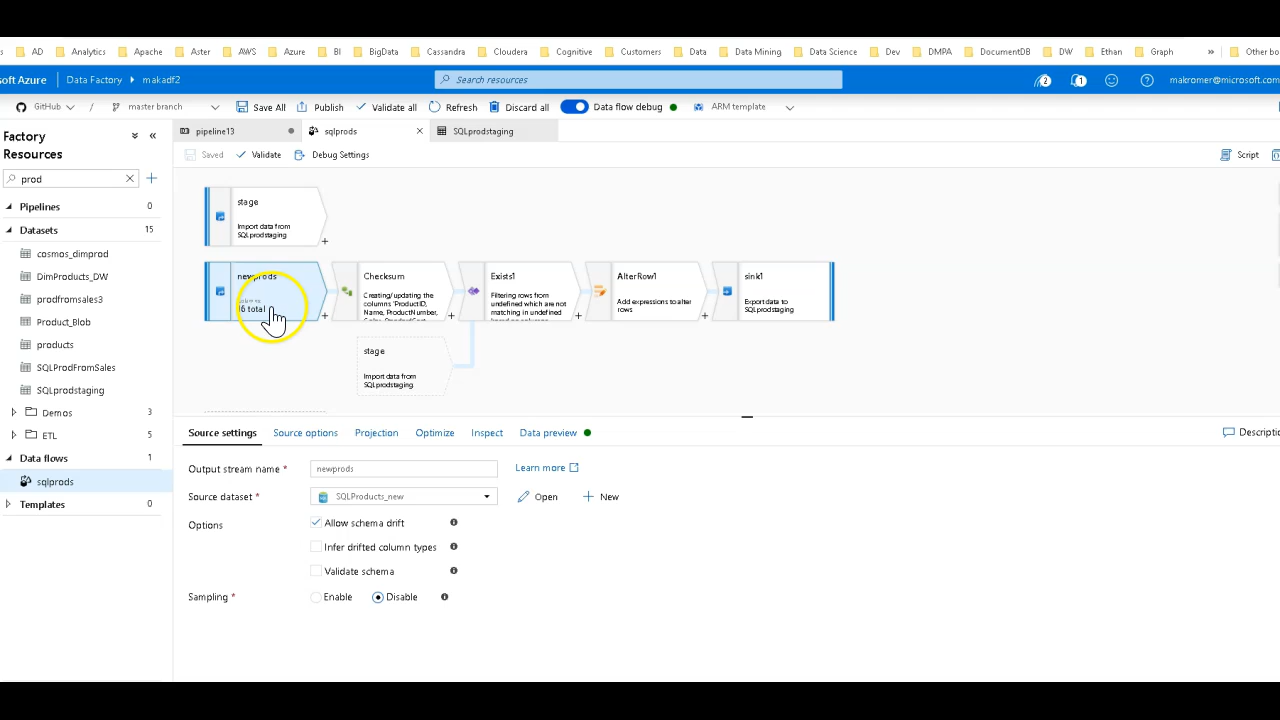 s AD Analytics Apache Aster AWS Azure BI BigData Cassandra Cloudera Cognitive Customers Data Data Mining Data Science Dev DMPA DocumentDB DW Ethan Graph » Other bo
soft Azure Data Factory makadf2 Search resources 2 1 makromer@microsoft.com
GitHub / master branch Save All Publish Validate all Refresh Discard all Data flow debug ARM template
Factory Resources
pipeline13 sqlprods SQLprodstaging
Saved Validate Debug Settings Script
prod
Pipelines 0
Datasets 15
cosmos_dimprod
DimProducts_DW
prodfromsales3
Product_Blob
products
SQLProdFromSales
SQLprodstaging
Demos 3
ETL 5
Data flows 1
sqlprods
Templates 0
stage
Import data from
SQLprodstaging
newprods
16 total
Checksum
Creating/updating the
columns 'ProductID,
Name, ProductNumber,
Exists1
Filtering rows from
undefined which are not
matching in
AlterRow1
Add expressions to alter
rows
sink1
Export data to
SQLprodstaging
stage
Import data from
SQLprodstaging
Source settings Source options Projection Optimize Inspect Data preview Descriptio
Output stream name * newprods Learn more
Source dataset * SQLProducts_new Open New
Options Allow schema drift
Infer drifted column types
Validate schema
Sampling * Enable Disable